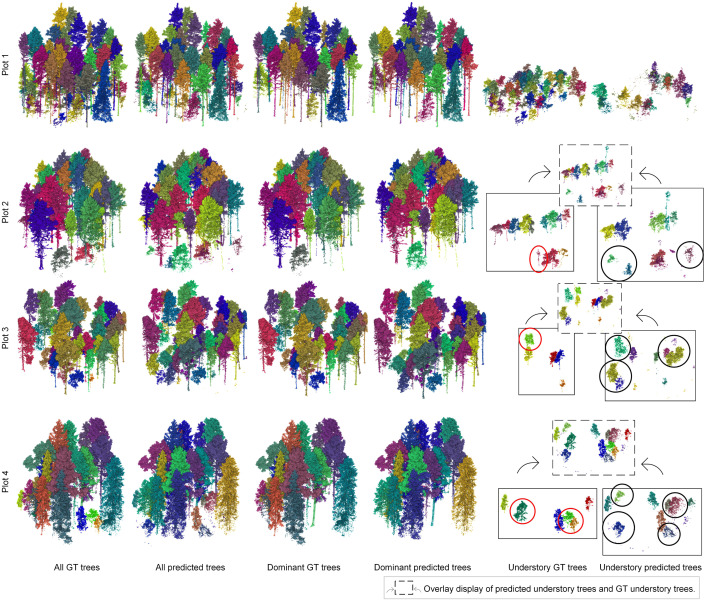 Plot 1
Plot 2
Plot 3
Plot 4
All GT trees
All predicted trees
Dominant GT trees
Dominant predicted trees
Understory GT trees
Understory predicted trees
Overlay display of predicted understory trees and GT understory trees.